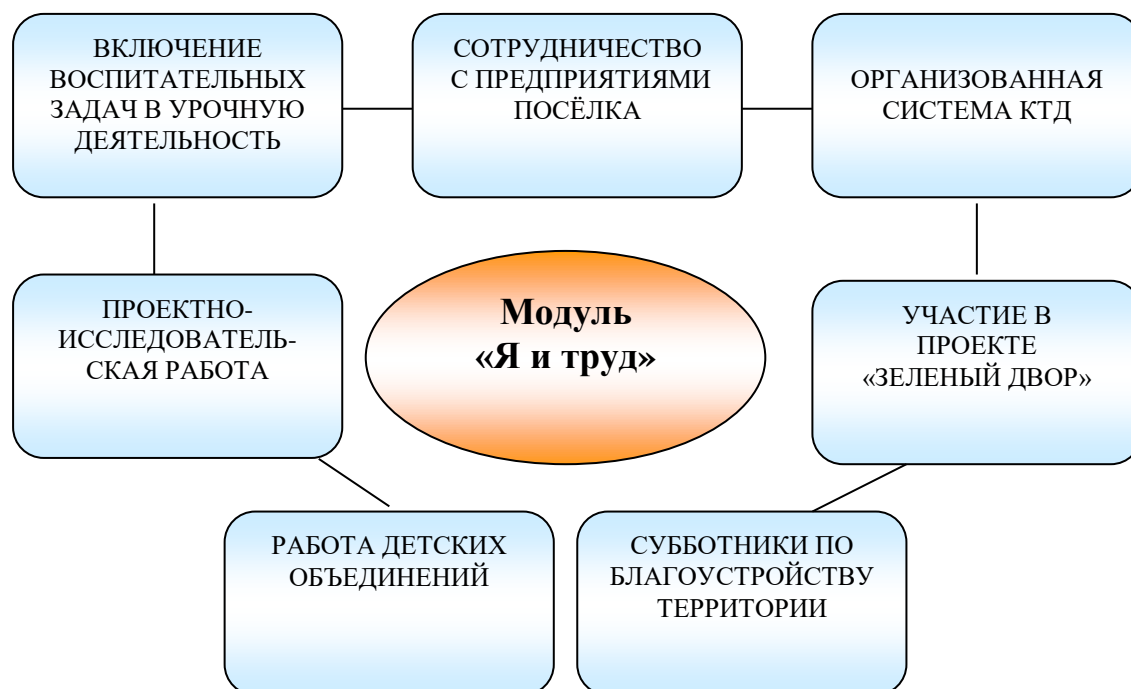 ВКЛЮЧЕНИЕ
ВОСПИТАТЕЛЬНЫХ
ЗАДАЧ В УРОЧНУЮ
ДЕЯТЕЛЬНОСТЬ
СОТРУДНИЧЕСТВО
С ПРЕДПРИЯТИЯМИ
ПОСЁЛКА
ОРГАНИЗОВАННАЯ
СИСТЕМА КТД
ПРОЕКТНО-
ИССЛЕДОВАТЕЛЬ-
СКАЯ РАБОТА
Модуль
«Я и труд»
УЧАСТИЕ В
ПРОЕКТЕ
«ЗЕЛЕНЫЙ ДВОР»
РАБОТА ДЕТСКИХ
ОБЪЕДИНЕНИЙ
СУББОТНИКИ ПО
БЛАГОУСТРОЙСТВУ
ТЕРРИТОРИИ